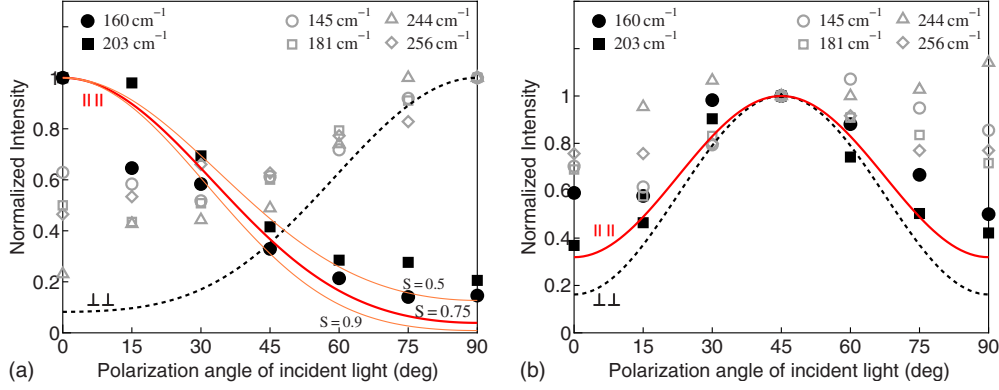 160 cm−1
203 cm−1
145 cm−1
181 cm−1
244 cm−1
256 cm−1
1
0.8
0.6
0.4
0.2
0
Normalized Intensity
|| ||
⊥⊥
S=0.5
S=0.75
S=0.9
0 15 30 45 60 75 90
(a) Polarization angle of incident light (deg)
160 cm−1
203 cm−1
145 cm−1
181 cm−1
244 cm−1
256 cm−1
1
0.8
0.6
0.4
0.2
0
Normalized Intensity
|| ||
⊥⊥
0 15 30 45 60 75 90
(b) Polarization angle of incident light (deg)